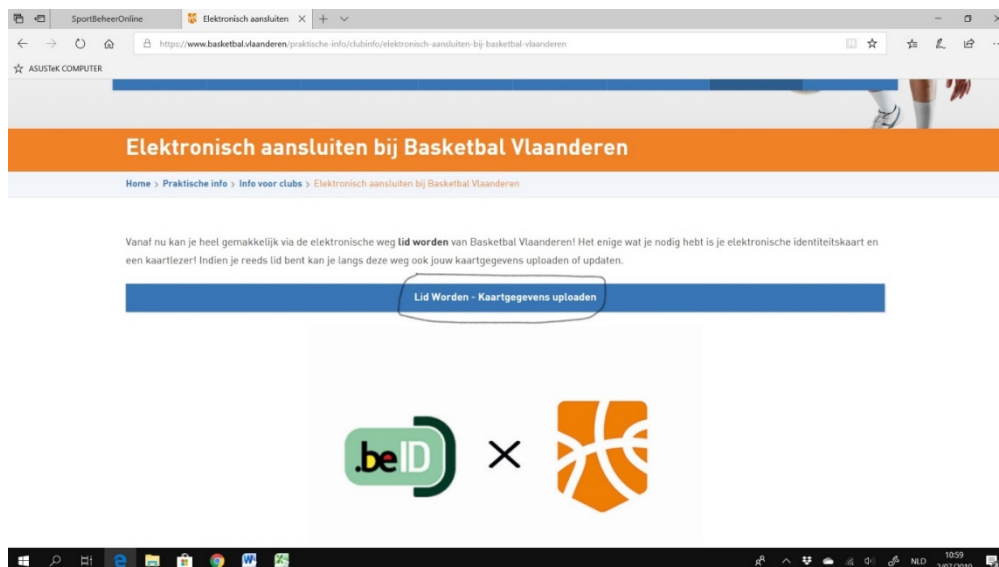 SportBeheerOnline
Elektronisch aansluiten
https://www.basketbal.vlaanderen/praktische-info/clubinfo/elektronisch-aansluiten-bij-basketbal-vlaanderen
ASUSTeK COMPUTER
Elektronisch aansluiten bij Basketbal Vlaanderen
Home > Praktische info > Info voor clubs > Elektronisch aansluiten bij Basketbal Vlaanderen
Vanaf nu kan je heel gemakkelijk via de elektronische weg lid worden van Basketbal Vlaanderen! Het enige wat je nodig hebt is je elektronische identiteitskaart en
een kaartlezer! Indien je reeds lid bent kan je langs deze weg ook jouw kaartgegevens uploaden of updaten.
Lid Worden - Kaartgegevens uploaden
.beID
NLD
10:59
2/07/2019